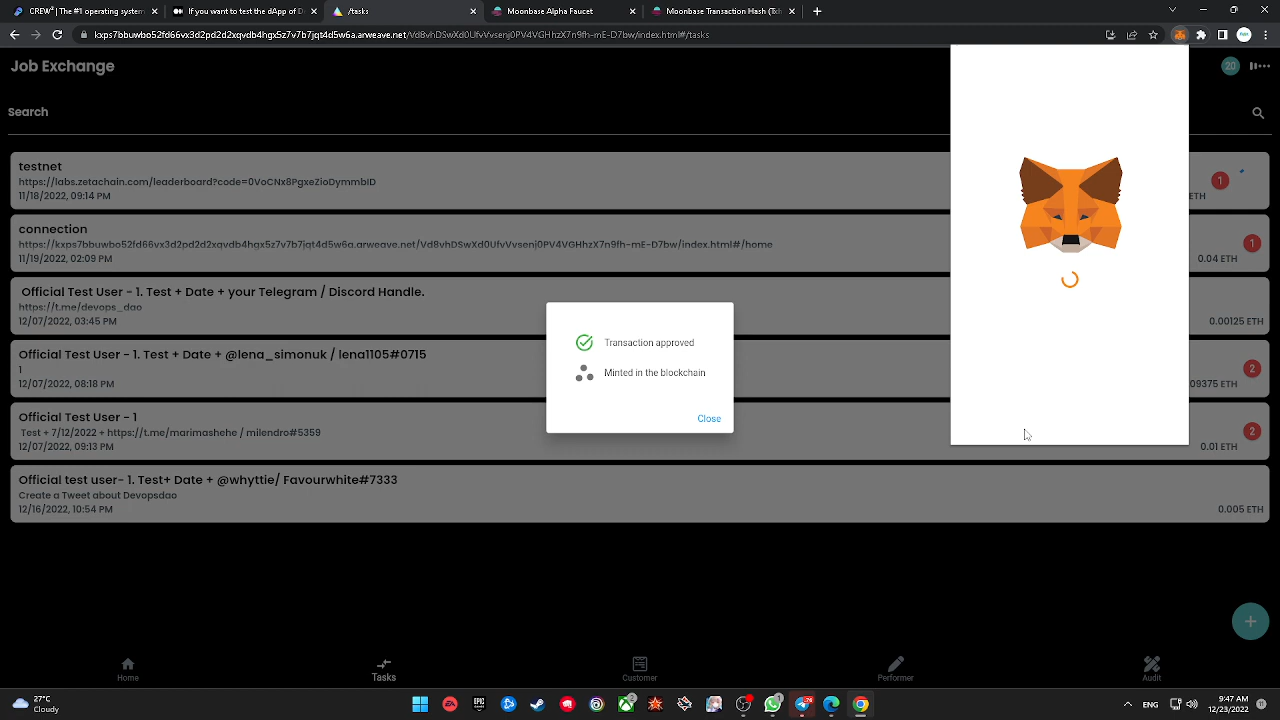 CREW³ | The #1 operating system
If you want to test the dApp of D
/tasks
Moonbase Alpha Faucet
Moonbase Transaction Hash (Txh
lxps7bbuwbo52fd66vx3d2pd2d2xqvdb4hgx5z7v7b7jqt4d5w6a.arweave.net/Vd8vhDSwXd0UfvVvsenj0PV4VGHhzX7n9fh-mE-D7bw/index.html#/tasks
Job Exchange
20
Search
testnet
https://labs.zetachain.com/leaderboard?code=0VoCNx8PgxeZioDymmbID
11/18/2022, 09:14 PM
1
ETH
connection
https://kxps7bbuwbo52fd66vx3d2pd2d2xqvdb4hgx5z7v7b7jqt4d5w6a.arweave.net/Vd8vhDSwXd0UfvVvsenj0PV4VGHhzX7n9fh-mE-D7bw/index.html#/home
11/19/2022, 02:09 PM
1
0.04 ETH
Official Test User - 1. Test + Date + your Telegram / Discord Handle.
https://t.me/devops_dao
12/07/2022, 03:45 PM
0.00125 ETH
Official Test User - 1. Test + Date + @lena_simonuk / lena1105#0715
1
12/07/2022, 08:18 PM
2
09375 ETH
Official Test User - 1
Test + 7/12/2022 + https://t.me/marimashehe / milendro#5359
12/07/2022, 09:13 PM
2
0.01 ETH
Official test user- 1. Test+ Date + @whyttie/ Favourwhite#7333
Create a Tweet about Devopsdao
12/16/2022, 10:54 PM
0.005 ETH
Transaction approved
Minted in the blockchain
Close
Home
Tasks
Customer
Performer
Audit
27°C
Cloudy
ENG
9:47 AM
12/23/2022